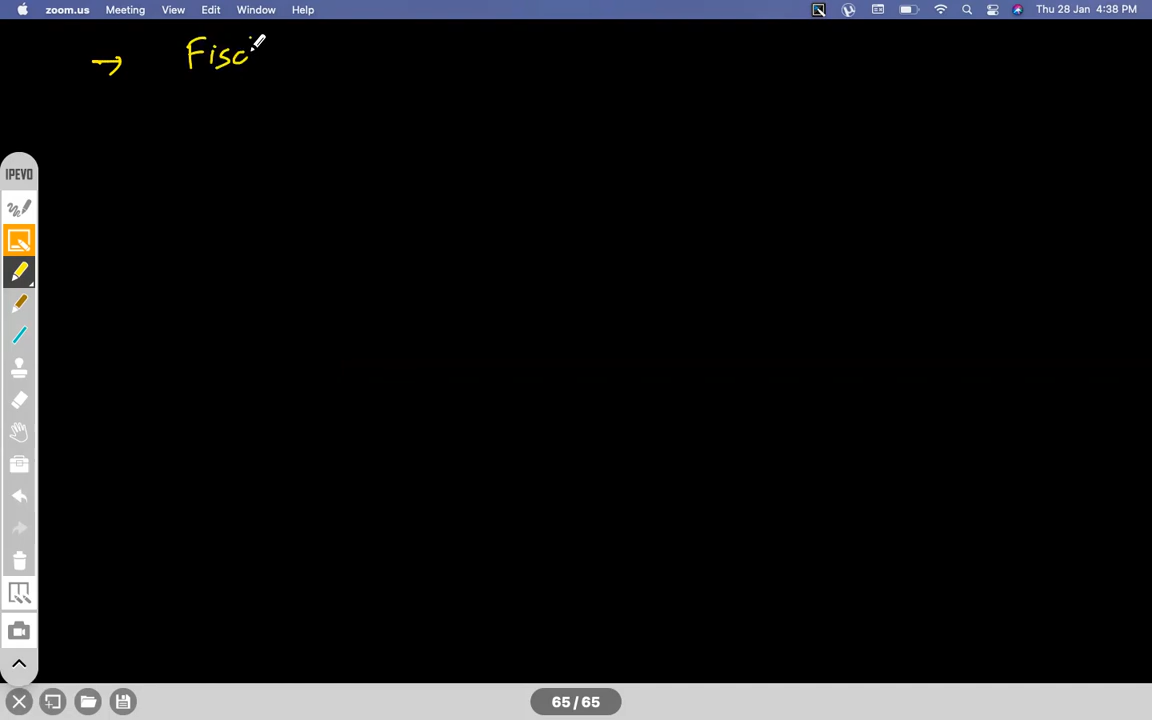 zoom.us Meeting View Edit Window Help Thu 28 Jan 4:38 PM
→ Fisc
IPEVO
65/65